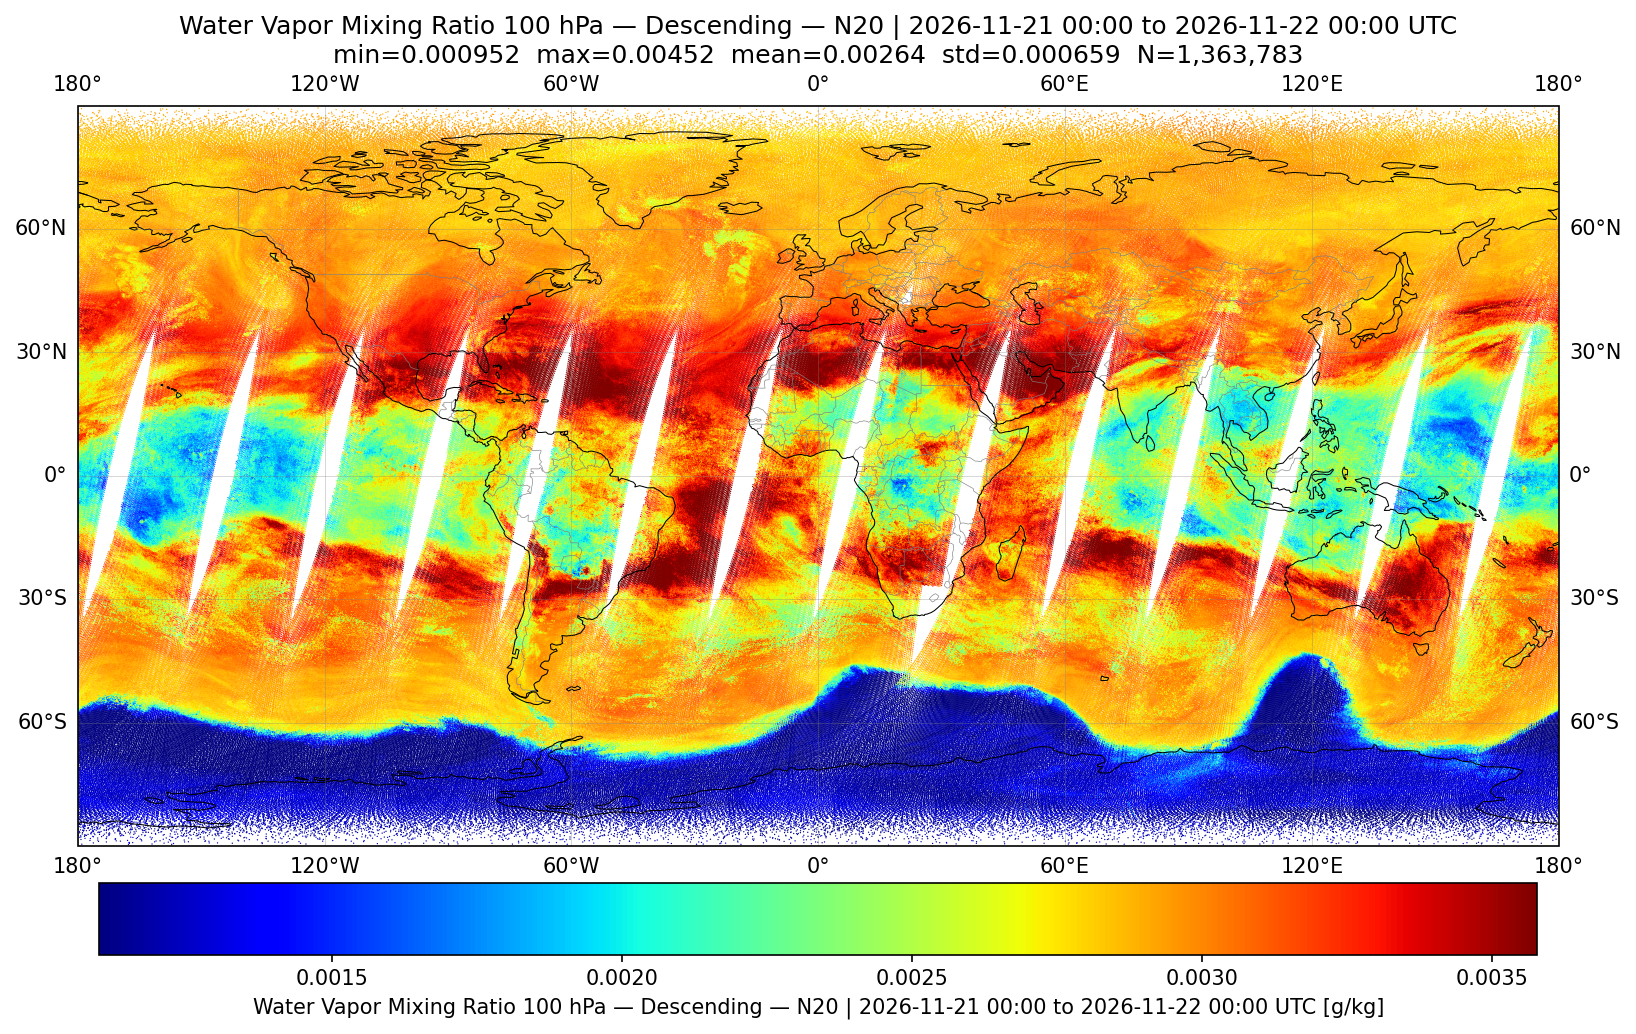 Water Vapor Mixing Ratio 100 hPa — Descending — N20 | 2026-11-21 00:00 to 2026-11-22 00:00 UTC
min=0.000952  max=0.00452  mean=0.00264  std=0.000659  N=1,363,783
180° 120°W 60°W 0° 60°E 120°E 180°
60°N 60°N
30°N 30°N
0° 0°
30°S 30°S
60°S 60°S
180° 120°W 60°W 0° 60°E 120°E 180°
0.0015 0.0020 0.0025 0.0030 0.0035
Water Vapor Mixing Ratio 100 hPa — Descending — N20 | 2026-11-21 00:00 to 2026-11-22 00:00 UTC [g/kg]